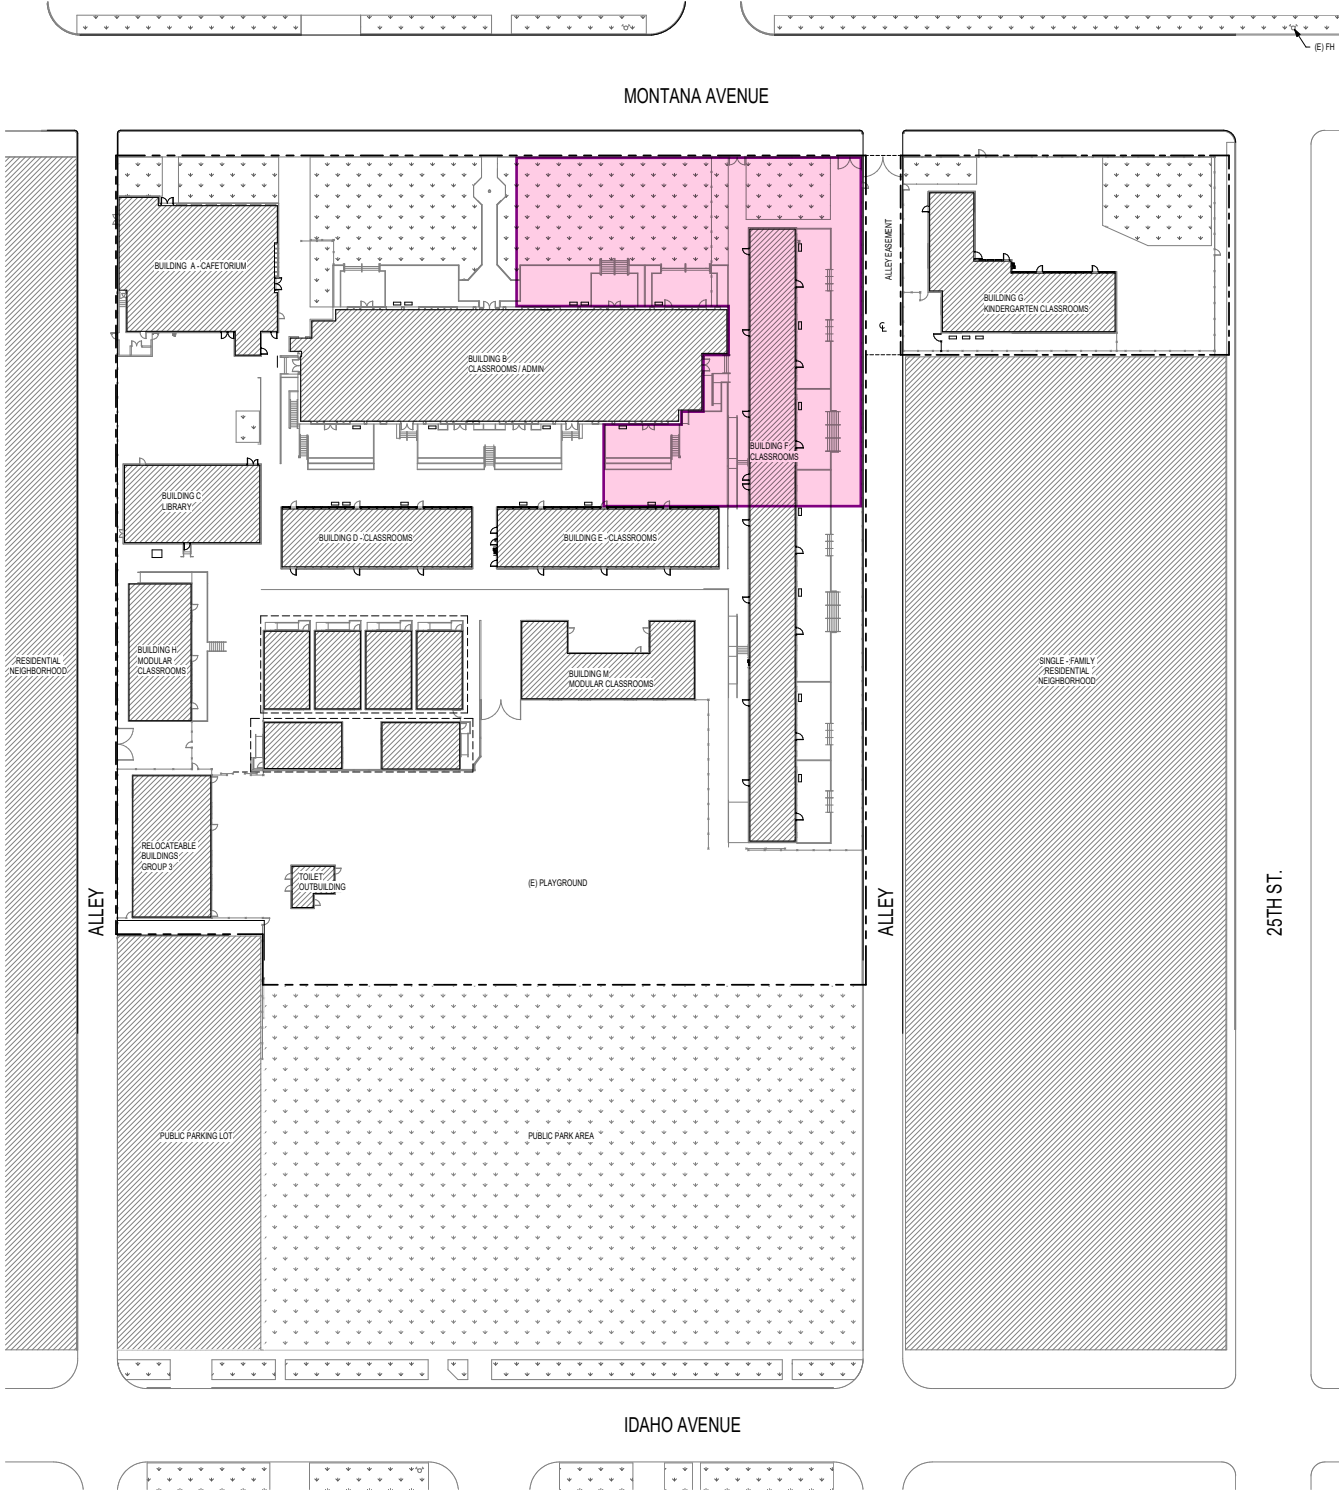 (E) FH
MONTANA AVENUE
BUILDING A - CAFETORIUM
ALLEY EASEMENT
BUILDING G
KINDERGARTEN CLASSROOMS
BUILDING B
CLASSROOMS / ADMIN
BUILDING F
CLASSROOMS
BUILDING C
LIBRARY
BUILDING D - CLASSROOMS
BUILDING E - CLASSROOMS
BUILDING H
MODULAR
CLASSROOMS
RESIDENTIAL
NEIGHBORHOOD
BUILDING M
MODULAR CLASSROOMS
SINGLE - FAMILY
RESIDENTIAL
NEIGHBORHOOD
RELOCATEABLE
BUILDINGS
GROUP 3
TOILET
OUTBUILDING
(E) PLAYGROUND
ALLEY
ALLEY
25TH ST.
PUBLIC PARKING LOT
PUBLIC PARK AREA
IDAHO AVENUE